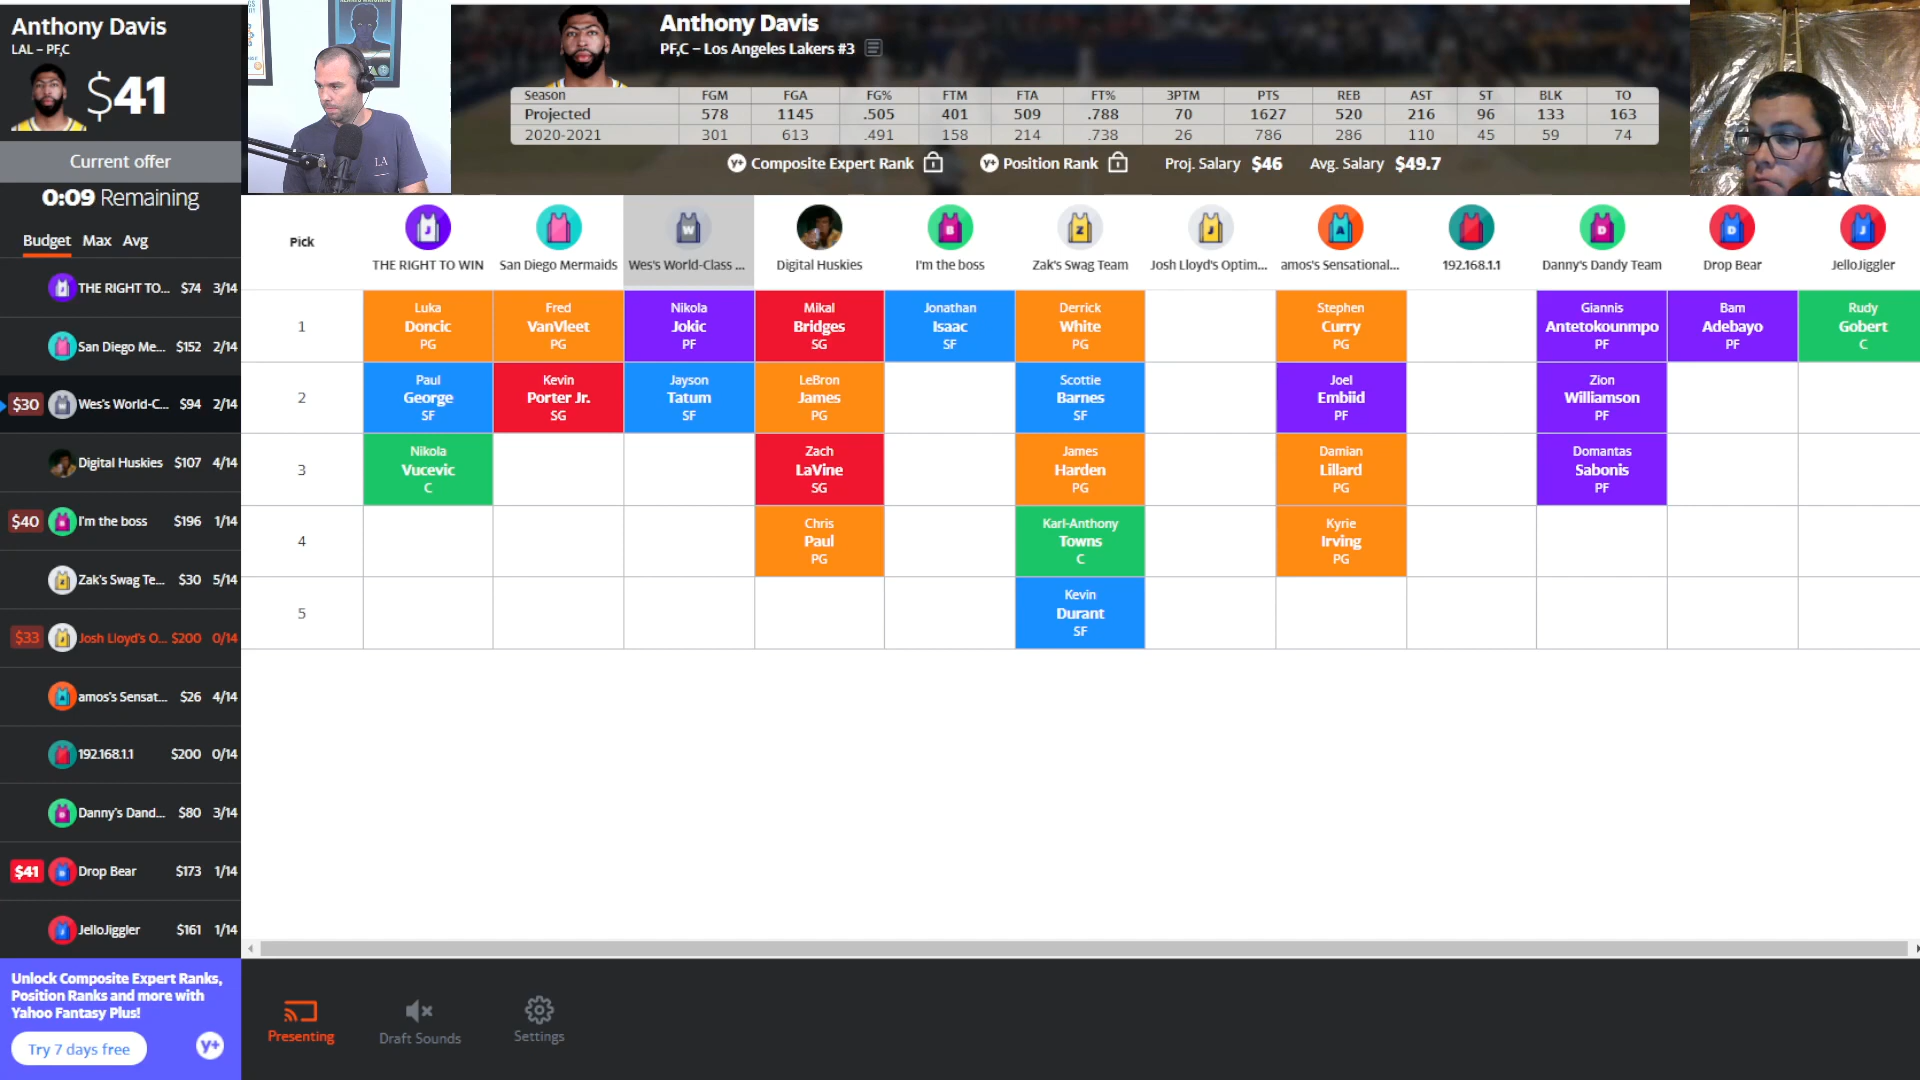 Anthony Davis
LAL – PF,C
$41
Current offer
0:09 Remaining
Budget Max Avg
THE RIGHT TO... $74 3/14
San Diego Me... $152 2/14
$30 Wes's World-C... $94 2/14
Digital Huskies $107 4/14
$40 I'm the boss $196 1/14
Zak's Swag Te... $30 5/14
$33 Josh Lloyd's O... $200 0/14
amos's Sensat... $26 4/14
192.168.1.1 $200 0/14
Danny's Dand... $80 3/14
$41 Drop Bear $173 1/14
JelloJiggler $161 1/14
Unlock Composite Expert Ranks,
Position Ranks and more with
Yahoo Fantasy Plus!
Try 7 days free
y+
LA
Anthony Davis
PF,C – Los Angeles Lakers #3
Season FGM FGA FG% FTM FTA FT% 3PTM PTS REB AST ST BLK TO
Projected 578 1145 .505 401 509 .788 70 1627 520 216 96 133 163
2020-2021 301 613 .491 158 214 .738 26 786 286 110 45 59 74
y+ Composite Expert Rank y+ Position Rank Proj. Salary $46 Avg. Salary $49.7
J W B Z J A D D J
Pick THE RIGHT TO WIN San Diego Mermaids Wes's World-Class ... Digital Huskies I'm the boss Zak's Swag Team Josh Lloyd's Optim... amos's Sensational... 192.168.1.1 Danny's Dandy Team Drop Bear JelloJiggler
Luka Fred Nikola Mikal Jonathan Derrick Stephen Giannis Bam Rudy
1 Doncic VanVleet Jokic Bridges Isaac White Curry Antetokounmpo Adebayo Gobert
PG PG PF SG SF PG PG PF PF C
Paul Kevin Jayson LeBron Scottie Joel Zion
2 George Porter Jr. Tatum James Barnes Embiid Williamson
SF SG SF PG SF PF PF
Nikola Zach James Damian Domantas
3 Vucevic LaVine Harden Lillard Sabonis
C SG PG PG PF
Chris Karl-Anthony Kyrie
4 Paul Towns Irving
PG C PG
Kevin
5 Durant
SF
Presenting Draft Sounds Settings